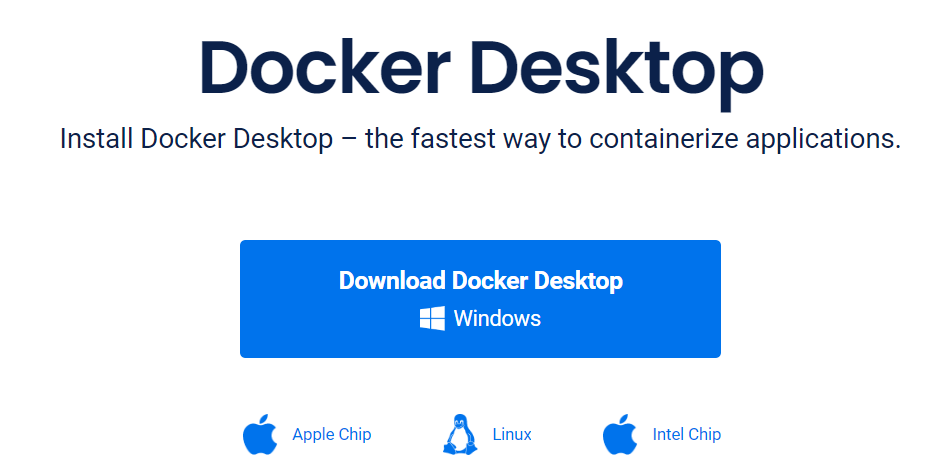 Docker Desktop
Install Docker Desktop – the fastest way to containerize applications.
Download Docker Desktop
Windows
Apple Chip
Linux
Intel Chip